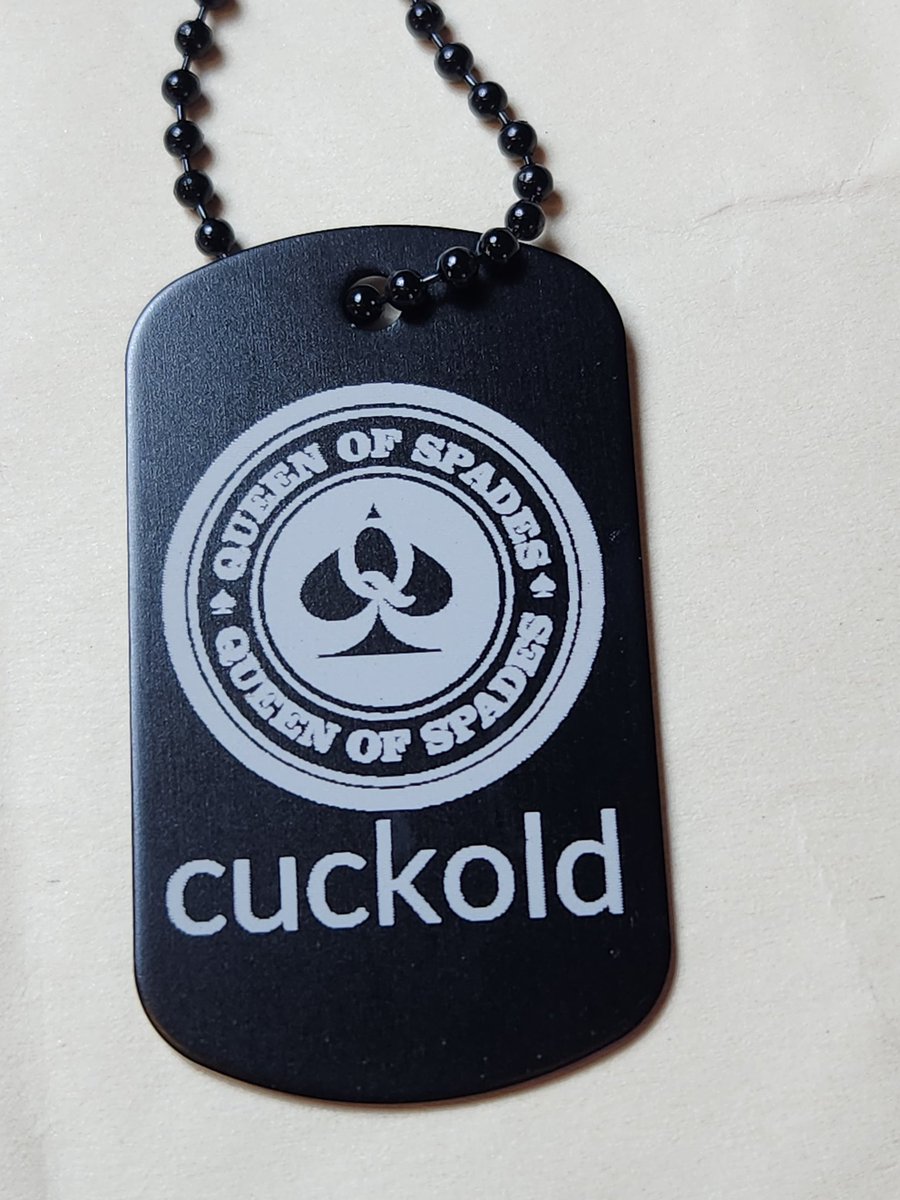 QUEEN OF SPADES
Q
QUEEN OF SPADES
cuckold